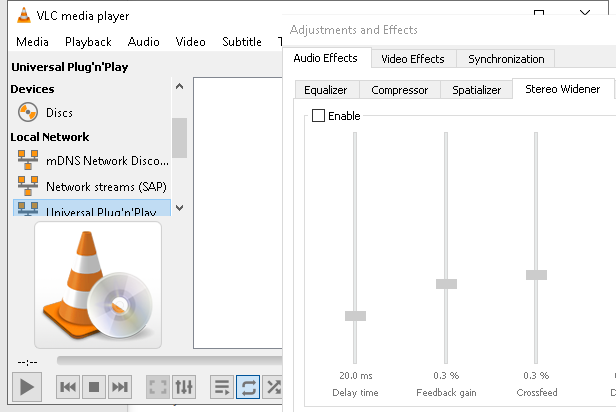 VLC media player
Media Playback Audio Video Subtitle
Universal Plug'n'Play
Devices
Discs
Local Network
mDNS Network Disco...
Network streams (SAP)
Universal Plug'n'Play
--:--
Adjustments and Effects
Audio Effects Video Effects Synchronization
Equalizer Compressor Spatializer Stereo Widener
Enable
20.0 ms 0.3 % 0.3 %
Delay time Feedback gain Crossfeed